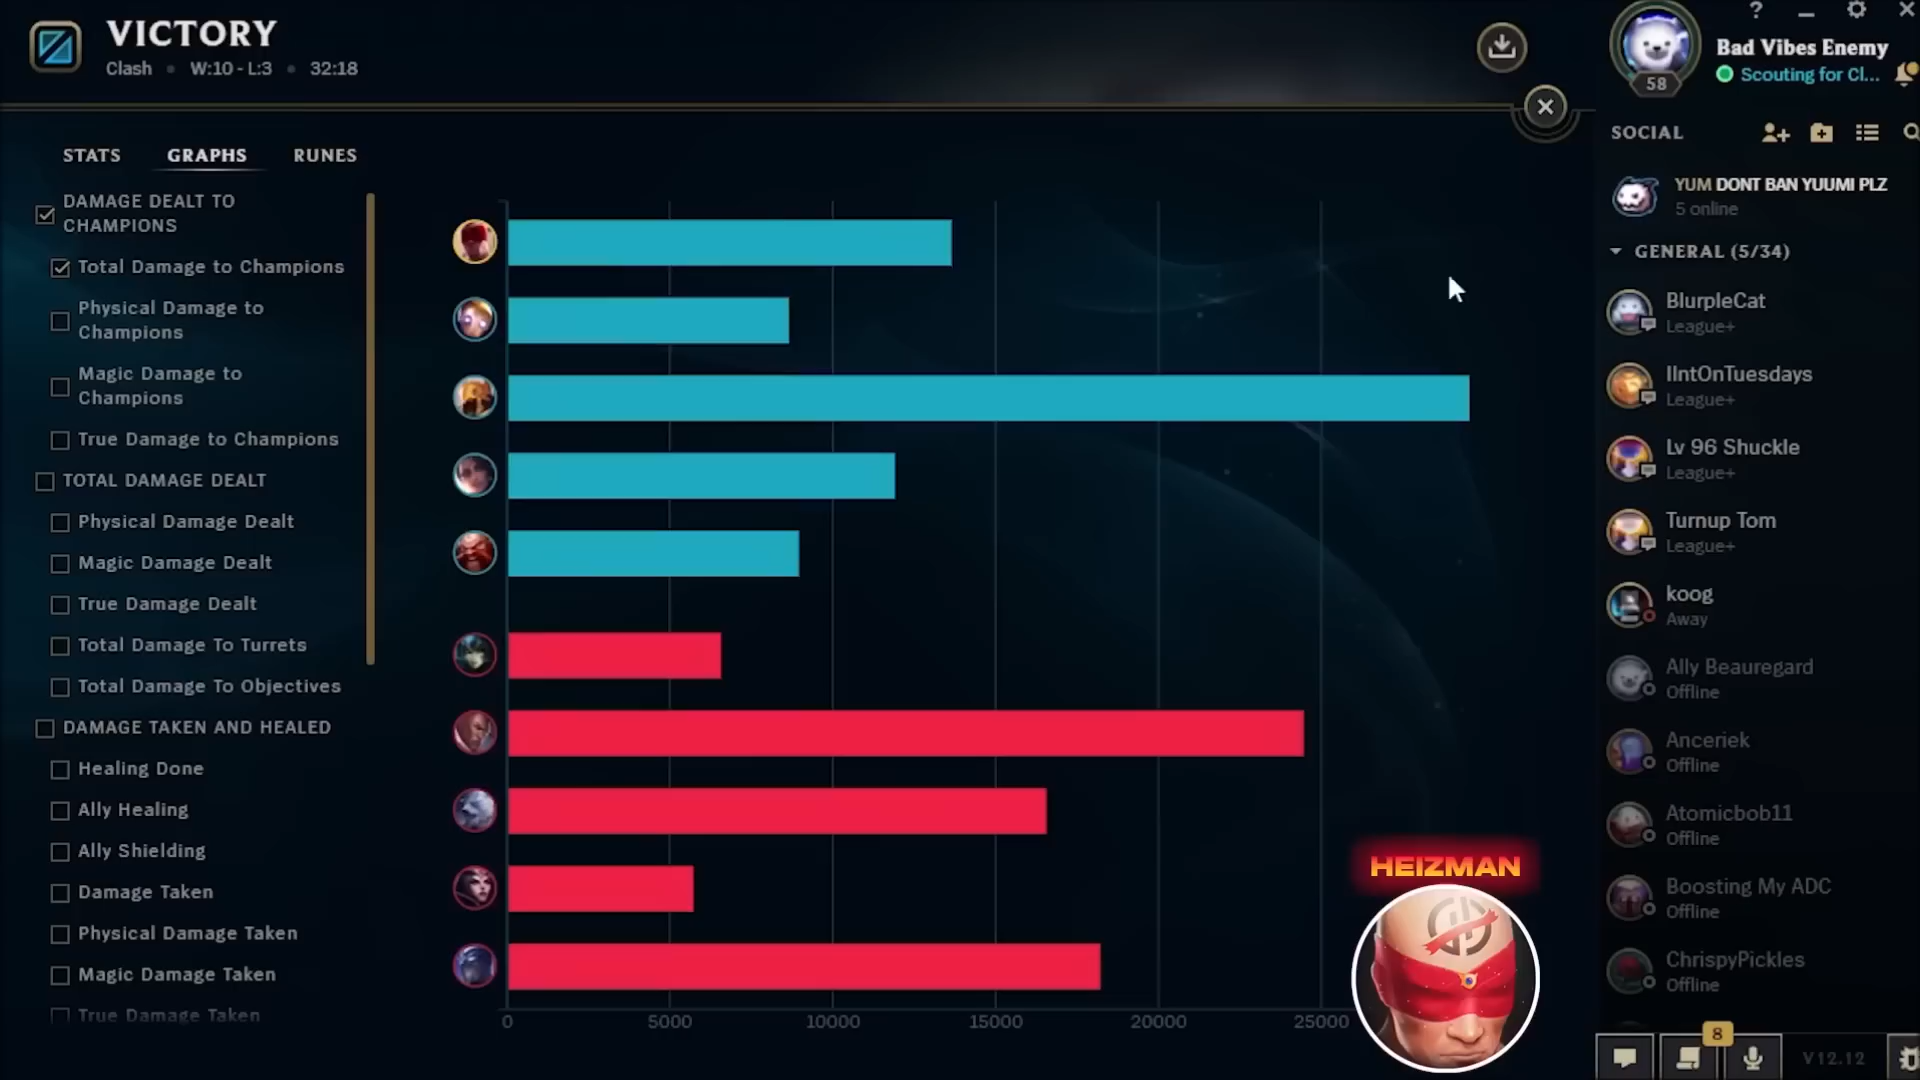 VICTORY
Clash • W:10 - L:3 • 32:18
STATS GRAPHS RUNES
DAMAGE DEALT TO
CHAMPIONS
Total Damage to Champions
Physical Damage to
Champions
Magic Damage to
Champions
True Damage to Champions
TOTAL DAMAGE DEALT
Physical Damage Dealt
Magic Damage Dealt
True Damage Dealt
Total Damage To Turrets
Total Damage To Objectives
DAMAGE TAKEN AND HEALED
Healing Done
Ally Healing
Ally Shielding
Damage Taken
Physical Damage Taken
Magic Damage Taken
True Damage Taken
0 5000 10000 15000 20000 25000
HEIZMAN
?
58
Bad Vibes Enemy
Scouting for Cl...
SOCIAL
YUM DONT BAN YUUMI PLZ
5 online
GENERAL (5/34)
BlurpleCat
League+
IIntOnTuesdays
League+
Lv 96 Shuckle
League+
Turnup Tom
League+
koog
Away
Ally Beauregard
Offline
Anceriek
Offline
Atomicbob11
Offline
Boosting My ADC
Offline
ChrispyPickles
Offline
8
V12.12